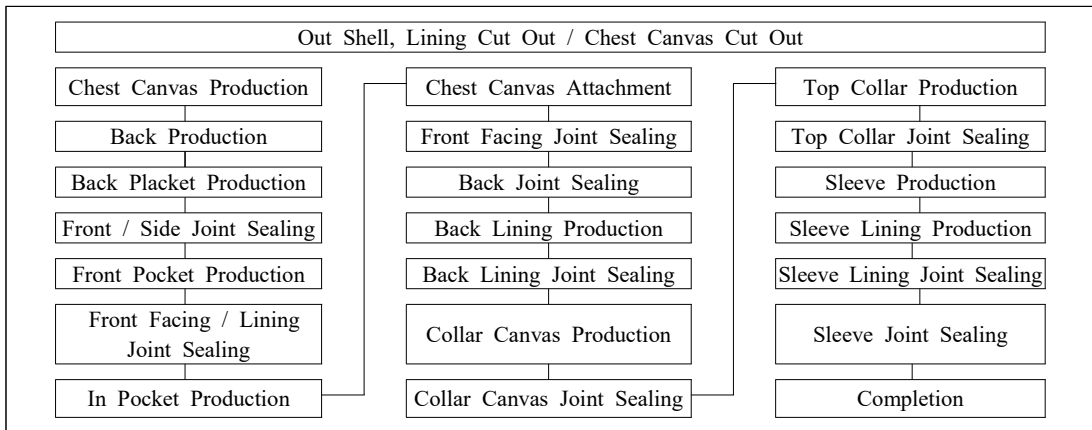 Out Shell, Lining Cut Out / Chest Canvas Cut Out
Chest Canvas Production
Back Production
Back Placket Production
Front / Side Joint Sealing
Front Pocket Production
Front Facing / Lining
Joint Sealing
In Pocket Production
Chest Canvas Attachment
Front Facing Joint Sealing
Back Joint Sealing
Back Lining Production
Back Lining Joint Sealing
Collar Canvas Production
Collar Canvas Joint Sealing
Top Collar Production
Top Collar Joint Sealing
Sleeve Production
Sleeve Lining Production
Sleeve Lining Joint Sealing
Sleeve Joint Sealing
Completion